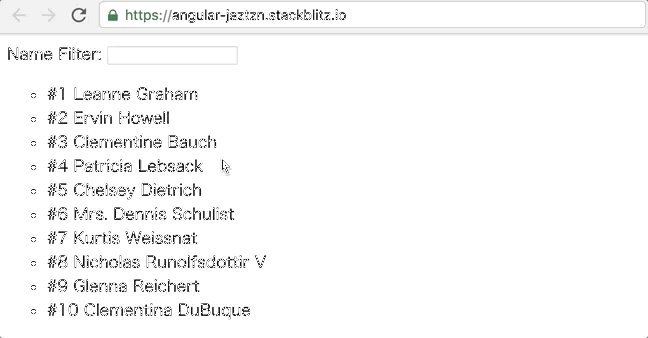 https://angular-jsztzn.stackblitz.io
Name Filter:
#1 Leanne Graham
#2 Ervin Howell
#3 Clementine Bauch
#4 Patricia Lebsack
#5 Chelsey Dietrich
#6 Mrs. Dennis Schulist
#7 Kurtis Weissnat
#8 Nicholas Runolfsdottir V
#9 Glenna Reichert
#10 Clementina DuBuque